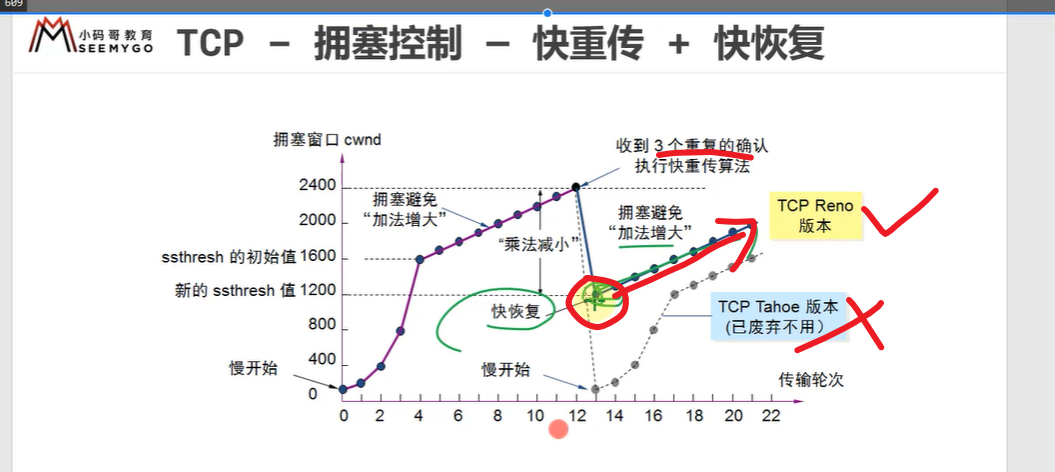 609
小码哥教育
SEEMYGO
TCP - 拥塞控制 - 快重传 + 快恢复
拥塞窗口 cwnd
收到 3 个重复的确认
执行快重传算法
2400
2000
ssthresh 的初始值 1600
新的 ssthresh 值 1200
800
400
0
拥塞避免
“加法增大”
“乘法减小”
拥塞避免
“加法增大”
TCP Reno
版本
快恢复
TCP Tahoe 版本
(已废弃不用）
慢开始
慢开始
传输轮次
0 2 4 6 8 10 12 14 16 18 20 22